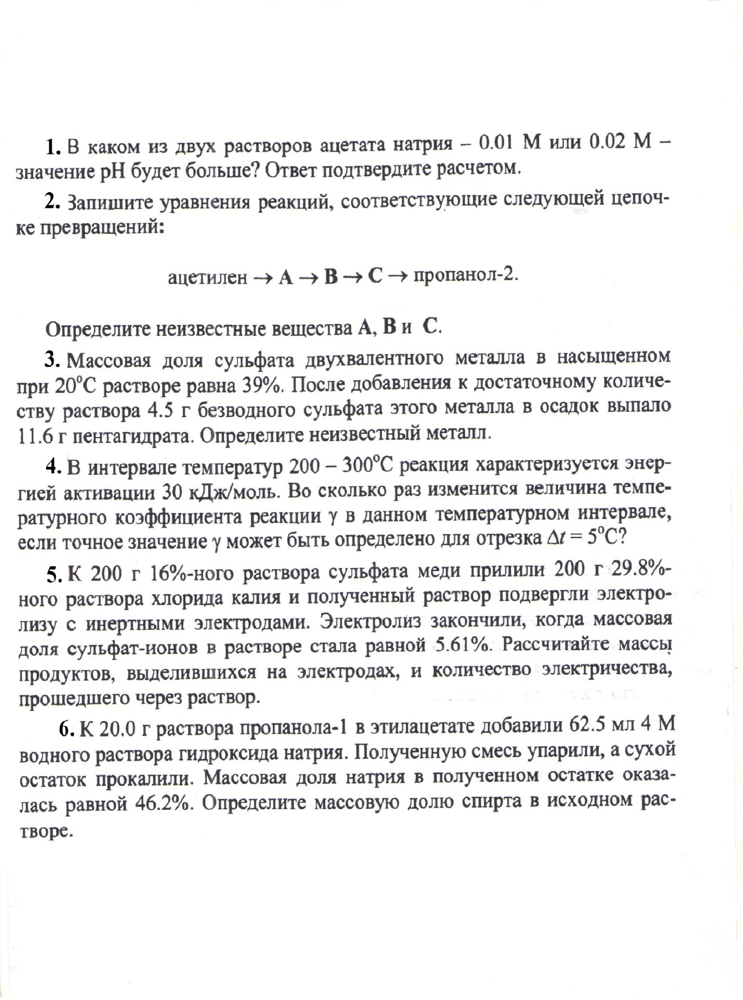 1. В каком из двух растворов ацетата натрия – 0.01 М или 0.02 М –
значение pH будет больше? Ответ подтвердите расчетом.
2. Запишите уравнения реакций, соответствующие следующей цепоч-
ке превращений:
ацетилен → A → B → C → пропанол-2.
Определите неизвестные вещества A, B и C.
3. Массовая доля сульфата двухвалентного металла в насыщенном
при 20°С растворе равна 39%. После добавления к достаточному количе-
ству раствора 4.5 г безводного сульфата этого металла в осадок выпало
11.6 г пентагидрата. Определите неизвестный металл.
4. В интервале температур 200 – 300°С реакция характеризуется энер-
гией активации 30 кДж/моль. Во сколько раз изменится величина темпе-
ратурного коэффициента реакции γ в данном температурном интервале,
если точное значение γ может быть определено для отрезка Δt = 5°С?
5. К 200 г 16%-ного раствора сульфата меди прилили 200 г 29.8%-
ного раствора хлорида калия и полученный раствор подвергли электро-
лизу с инертными электродами. Электролиз закончили, когда массовая
доля сульфат-ионов в растворе стала равной 5.61%. Рассчитайте массы
продуктов, выделившихся на электродах, и количество электричества,
прошедшего через раствор.
6. К 20.0 г раствора пропанола-1 в этилацетате добавили 62.5 мл 4 М
водного раствора гидроксида натрия. Полученную смесь упарили, а сухой
остаток прокалили. Массовая доля натрия в полученном остатке оказа-
лась равной 46.2%. Определите массовую долю спирта в исходном рас-
творе.